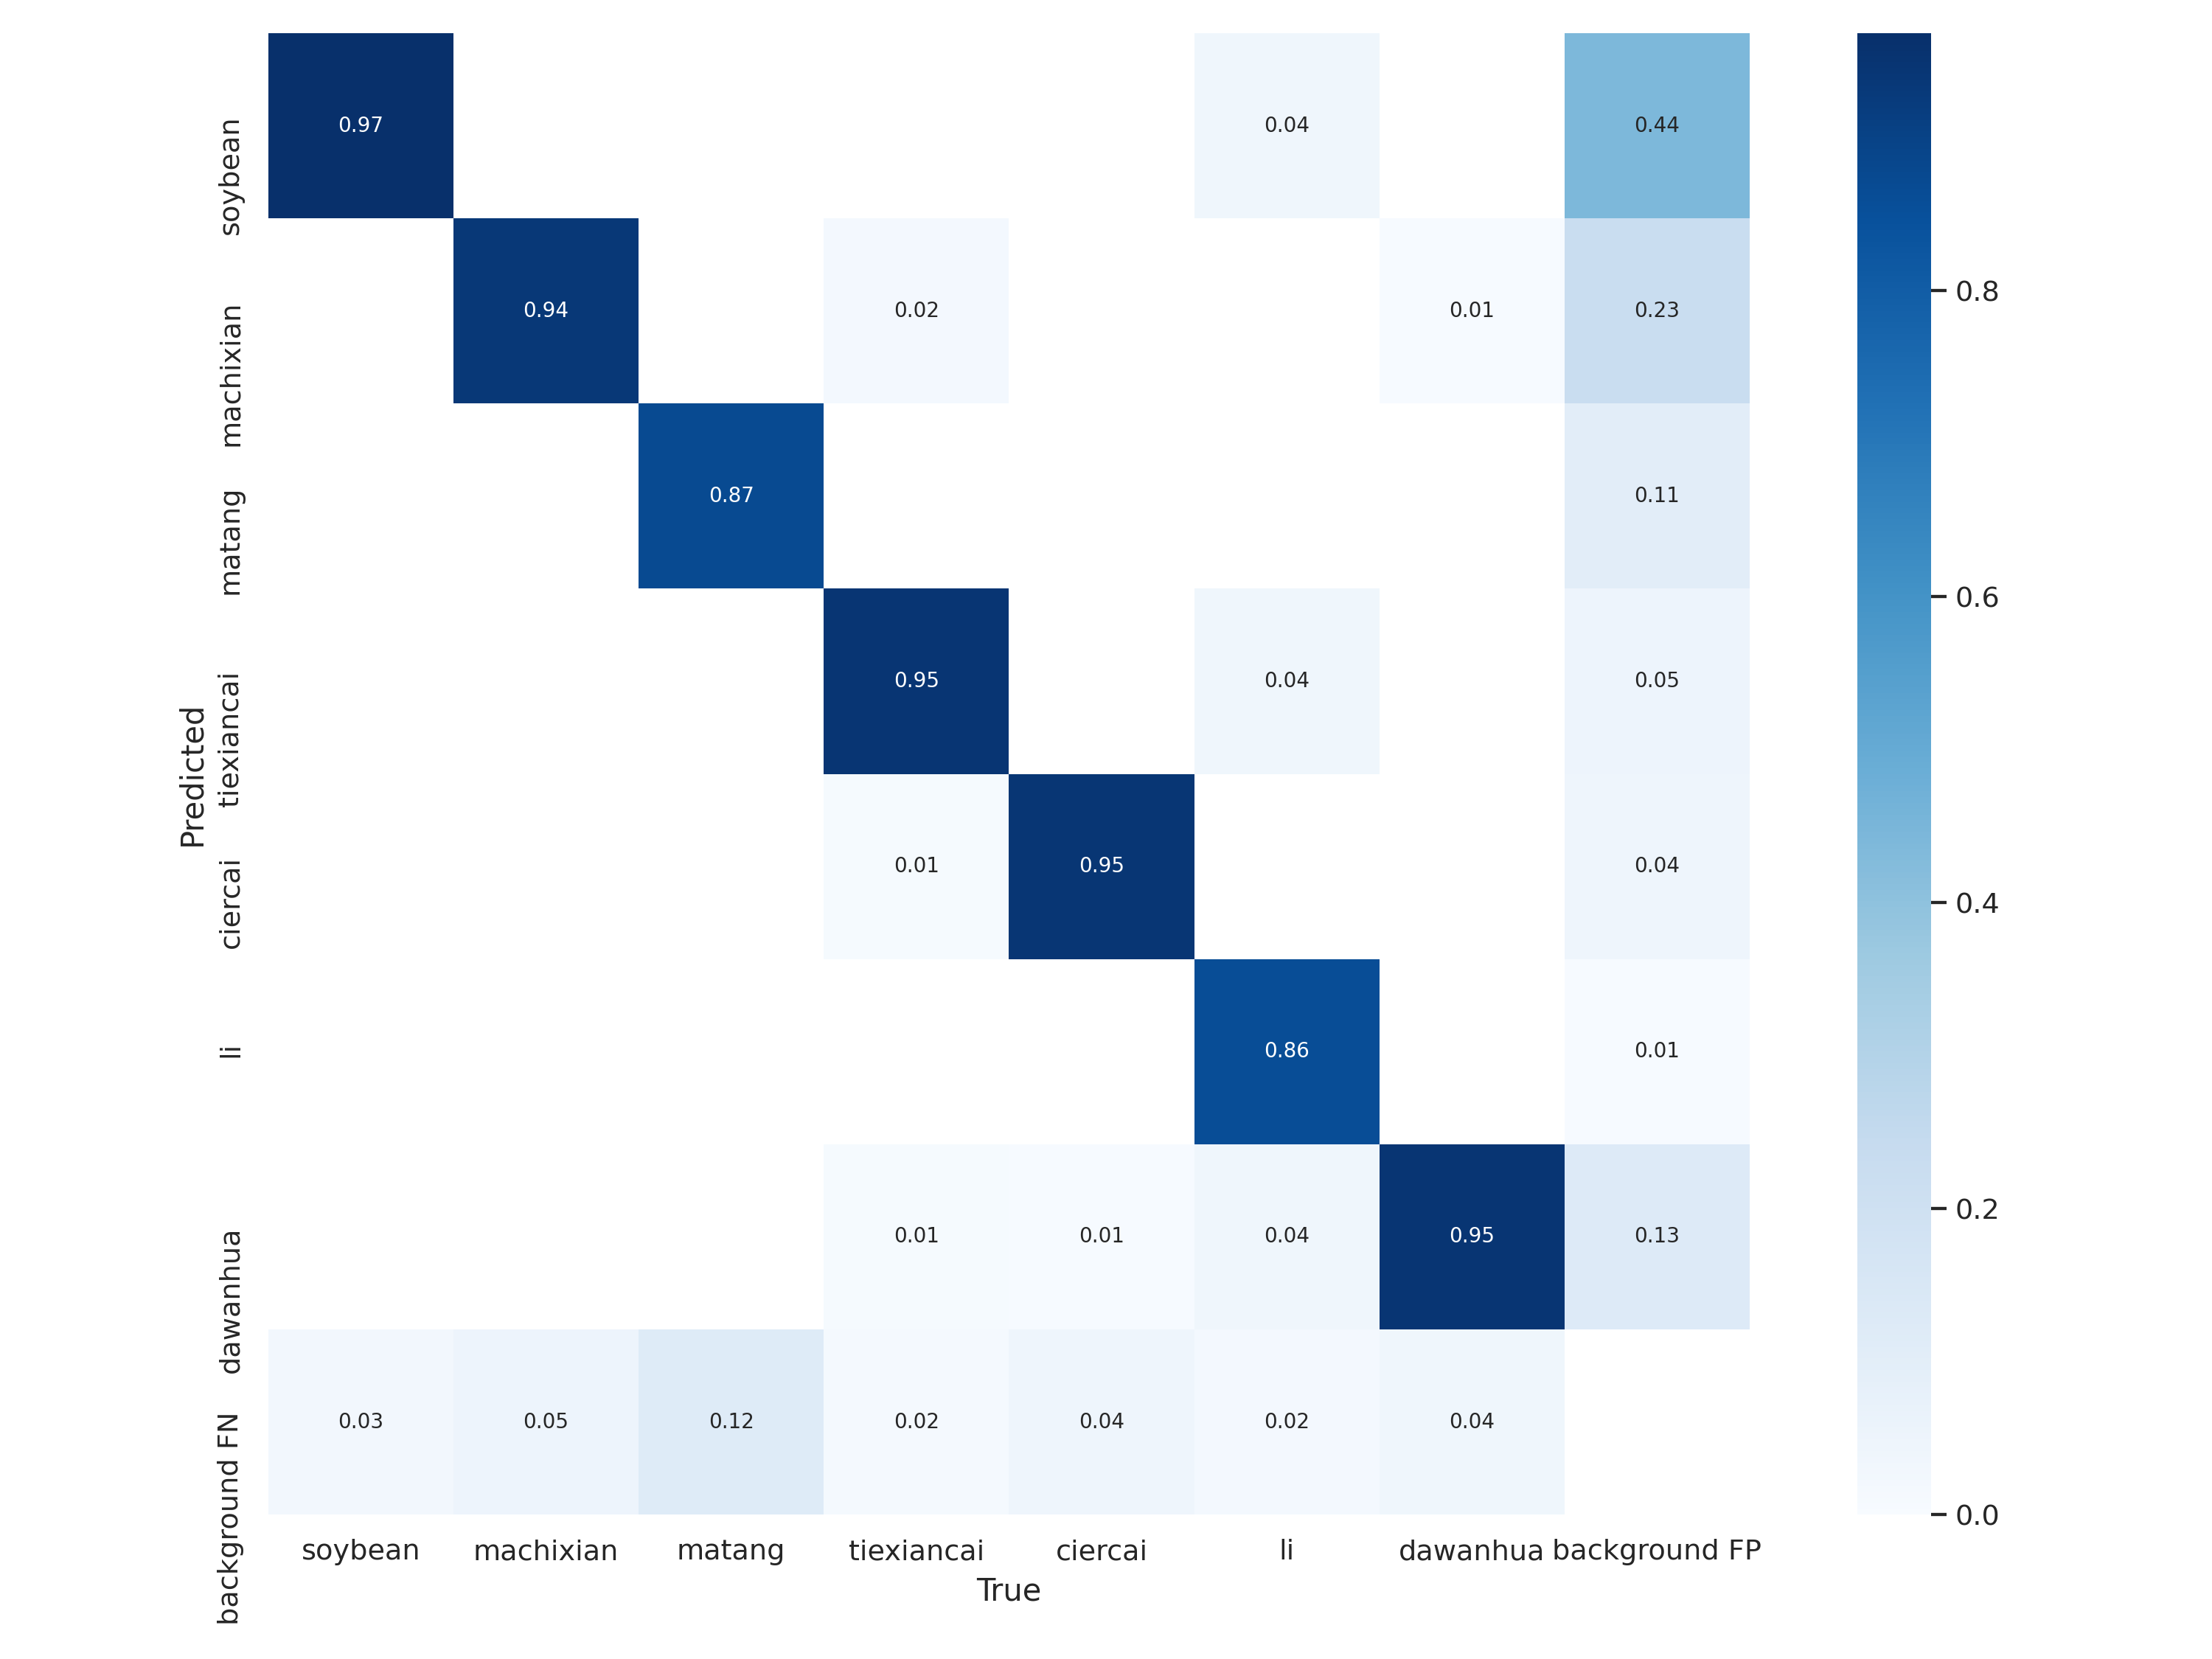 soybean 0.97 0.04 0.44
machixian 0.94 0.02 0.01 0.23 0.8
matang 0.87 0.11
0.6
tiexiancai 0.95 0.04 0.05
Predicted
ciercai 0.01 0.95 0.04
0.4
li 0.86 0.01
dawanhua 0.01 0.01 0.04 0.95 0.13
0.2
background FN 0.03 0.05 0.12 0.02 0.04 0.02 0.04
0.0
soybean machixian matang tiexiancai ciercai li dawanhua background FP
True